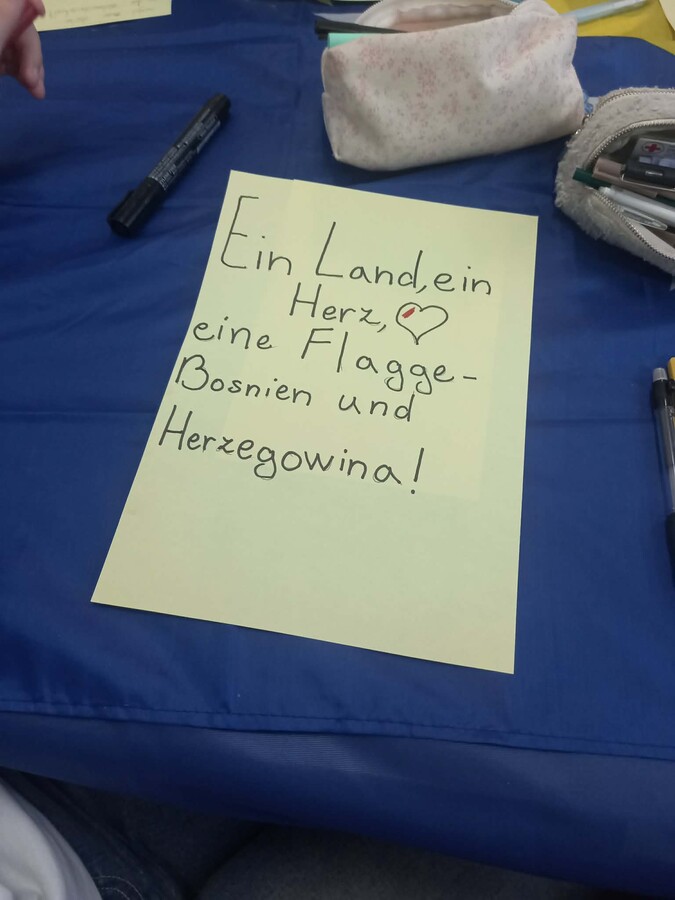 Ein Land, ein
Herz,
eine Flagge-
Bosnien und
Herzegowina!